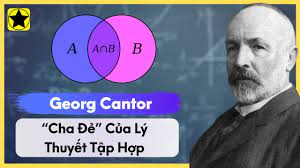 A
A∩B
B
Georg Cantor
“Cha Đẻ” Của Lý
Thuyết Tập Hợp